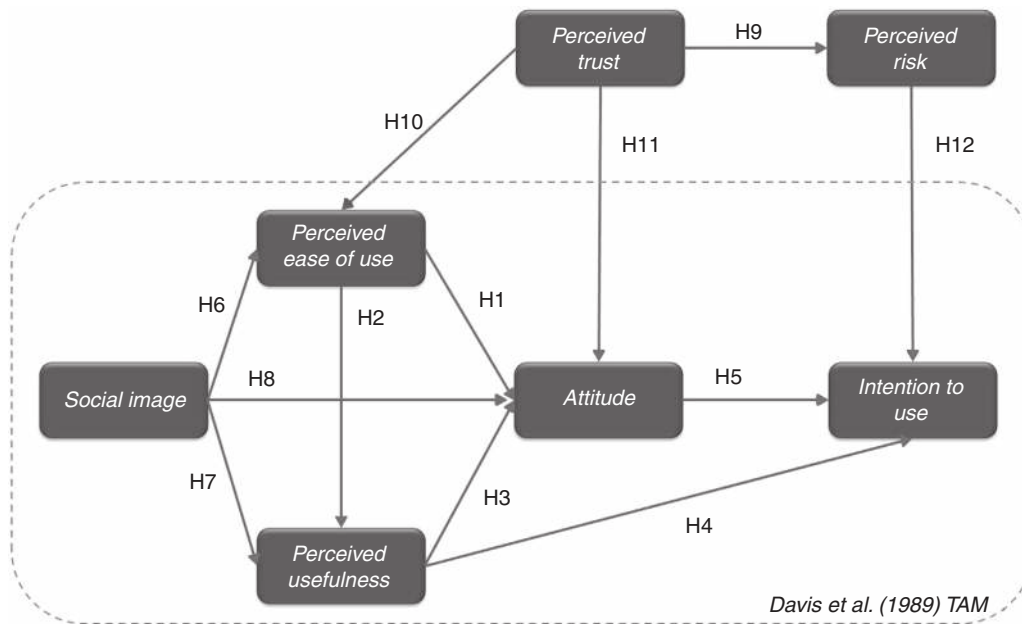 Perceived
trust
H9
Perceived
risk
H10
H11
H12
Perceived
ease of use
H6
H2
H1
Social image
H8
Attitude
H5
Intention to
use
H7
H3
H4
Perceived
usefulness
Davis et al. (1989) TAM